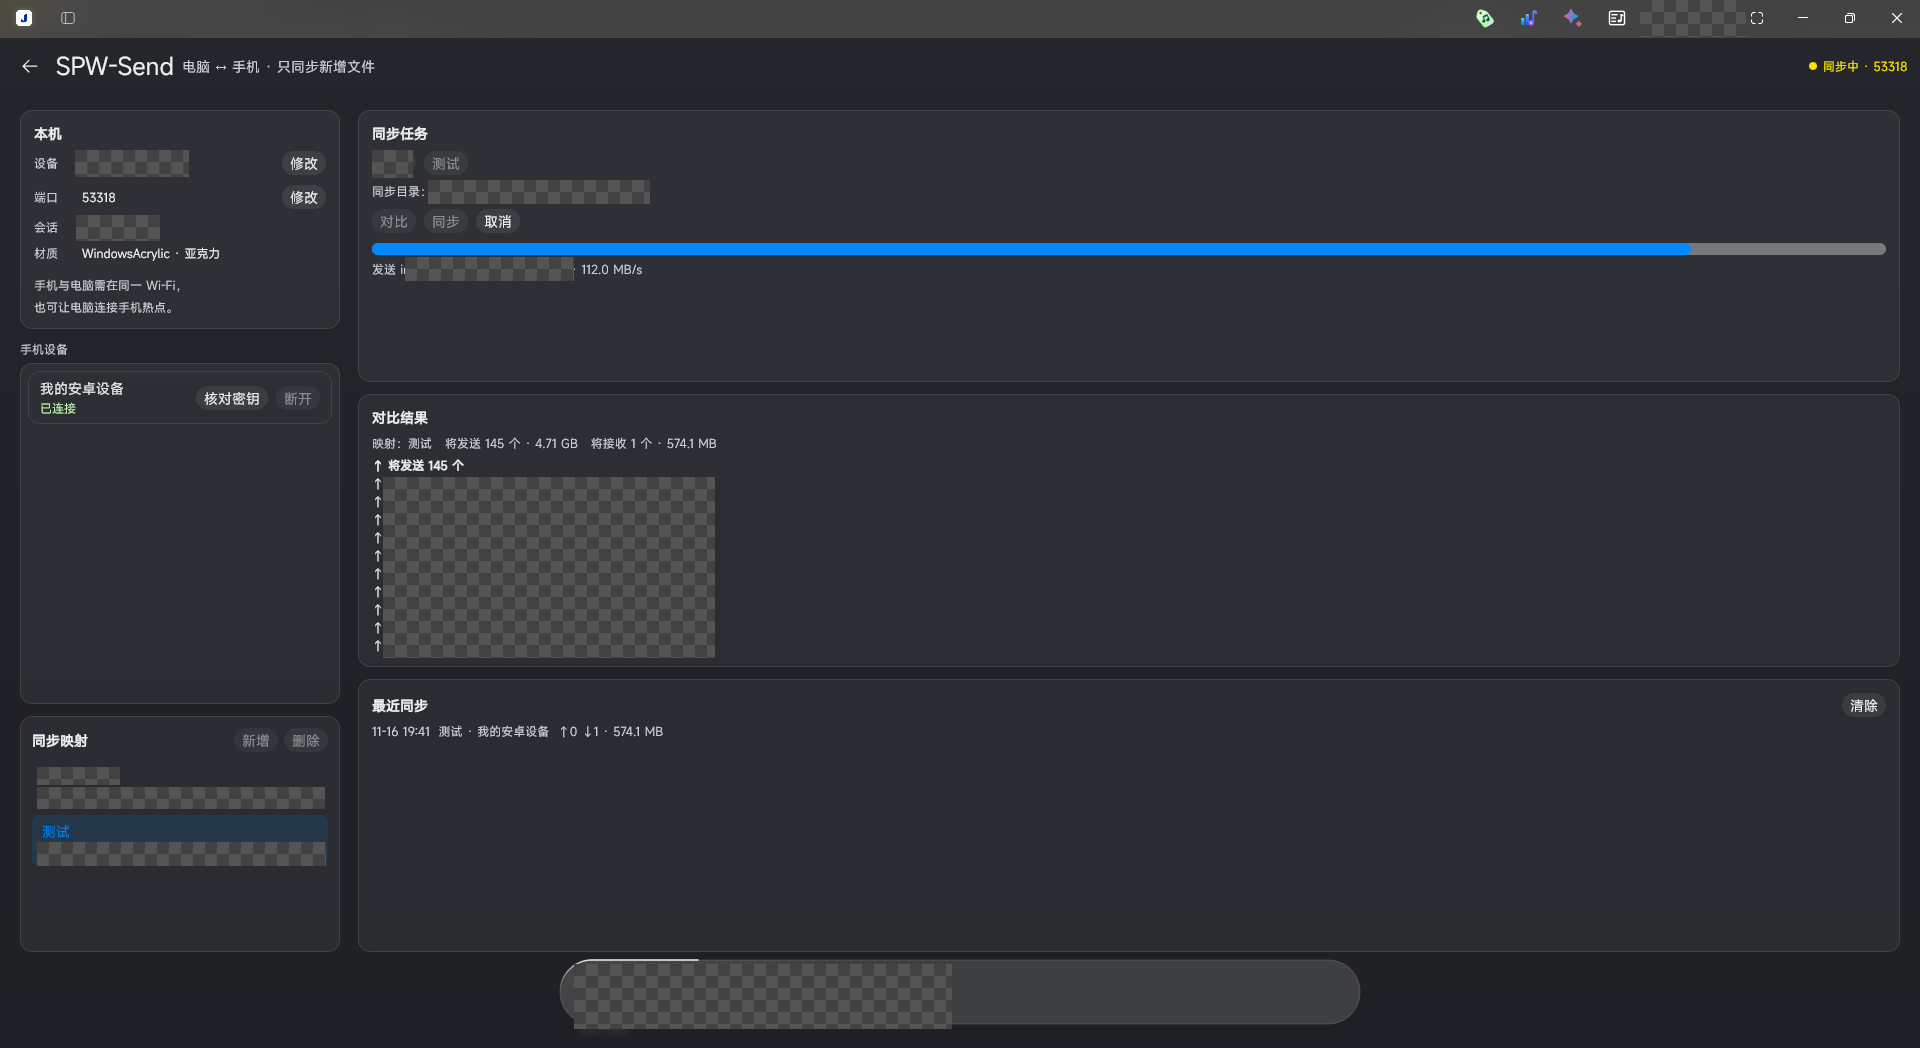 SPW-Send 电脑 ↔ 手机 · 只同步新增文件
同步中 · 53318
本机
设备
修改
端口 53318 修改
会话
材质 WindowsAcrylic · 亚克力
手机与电脑需在同一 Wi-Fi,
也可让电脑连接手机热点。
手机设备
我的安卓设备
已连接
核对密钥 断开
同步映射 新增 删除
测试
同步任务
测试
同步目录:
对比 同步 取消
发送 · 112.0 MB/s
对比结果
映射: 测试 将发送 145 个 · 4.71 GB 将接收 1 个 · 574.1 MB
↑ 将发送 145 个
↑
↑
↑
↑
↑
↑
↑
↑
↑
↑
最近同步 清除
11-16 19:41 测试 · 我的安卓设备 ↑0 ↓1 · 574.1 MB